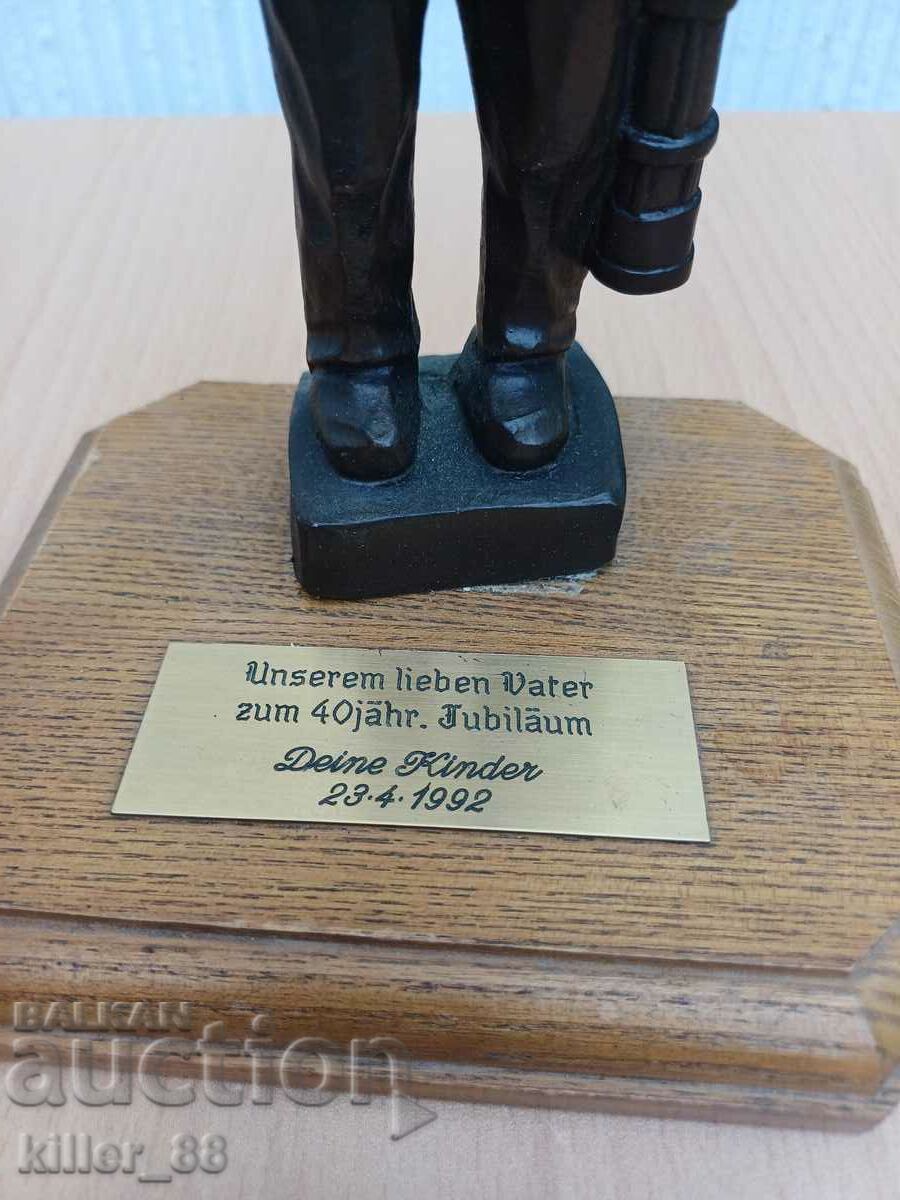 Unserem lieben Vater
zum 40jähr. Jubiläum
Deine Kinder
23·4·1992
BALKAN
auction
killer_88